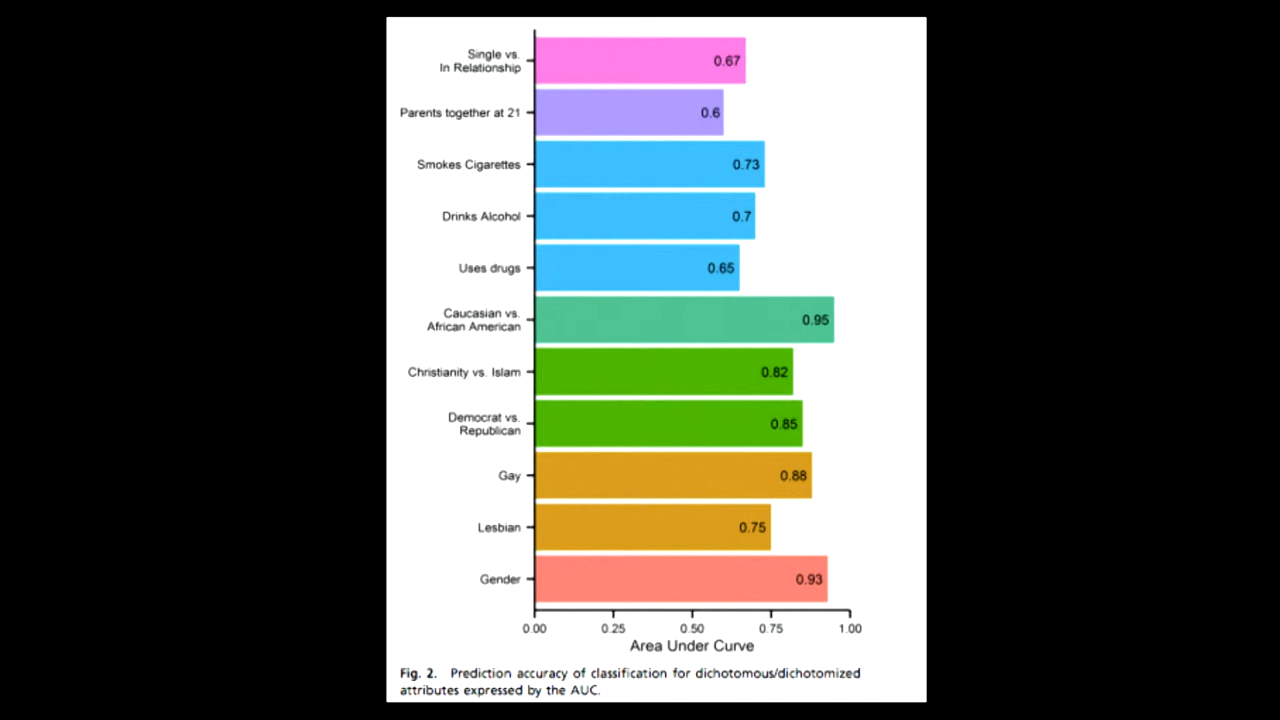 Single vs.
In Relationship
0.67
Parents together at 21
0.6
Smokes Cigarettes
0.73
Drinks Alcohol
0.7
Uses drugs
0.65
Caucasian vs.
African American
0.95
Christianity vs. Islam
0.82
Democrat vs.
Republican
0.85
Gay
0.88
Lesbian
0.75
Gender
0.93
0.00 0.25 0.50 0.75 1.00
Area Under Curve
Fig. 2. Prediction accuracy of classification for dichotomous/dichotomized
attributes expressed by the AUC.